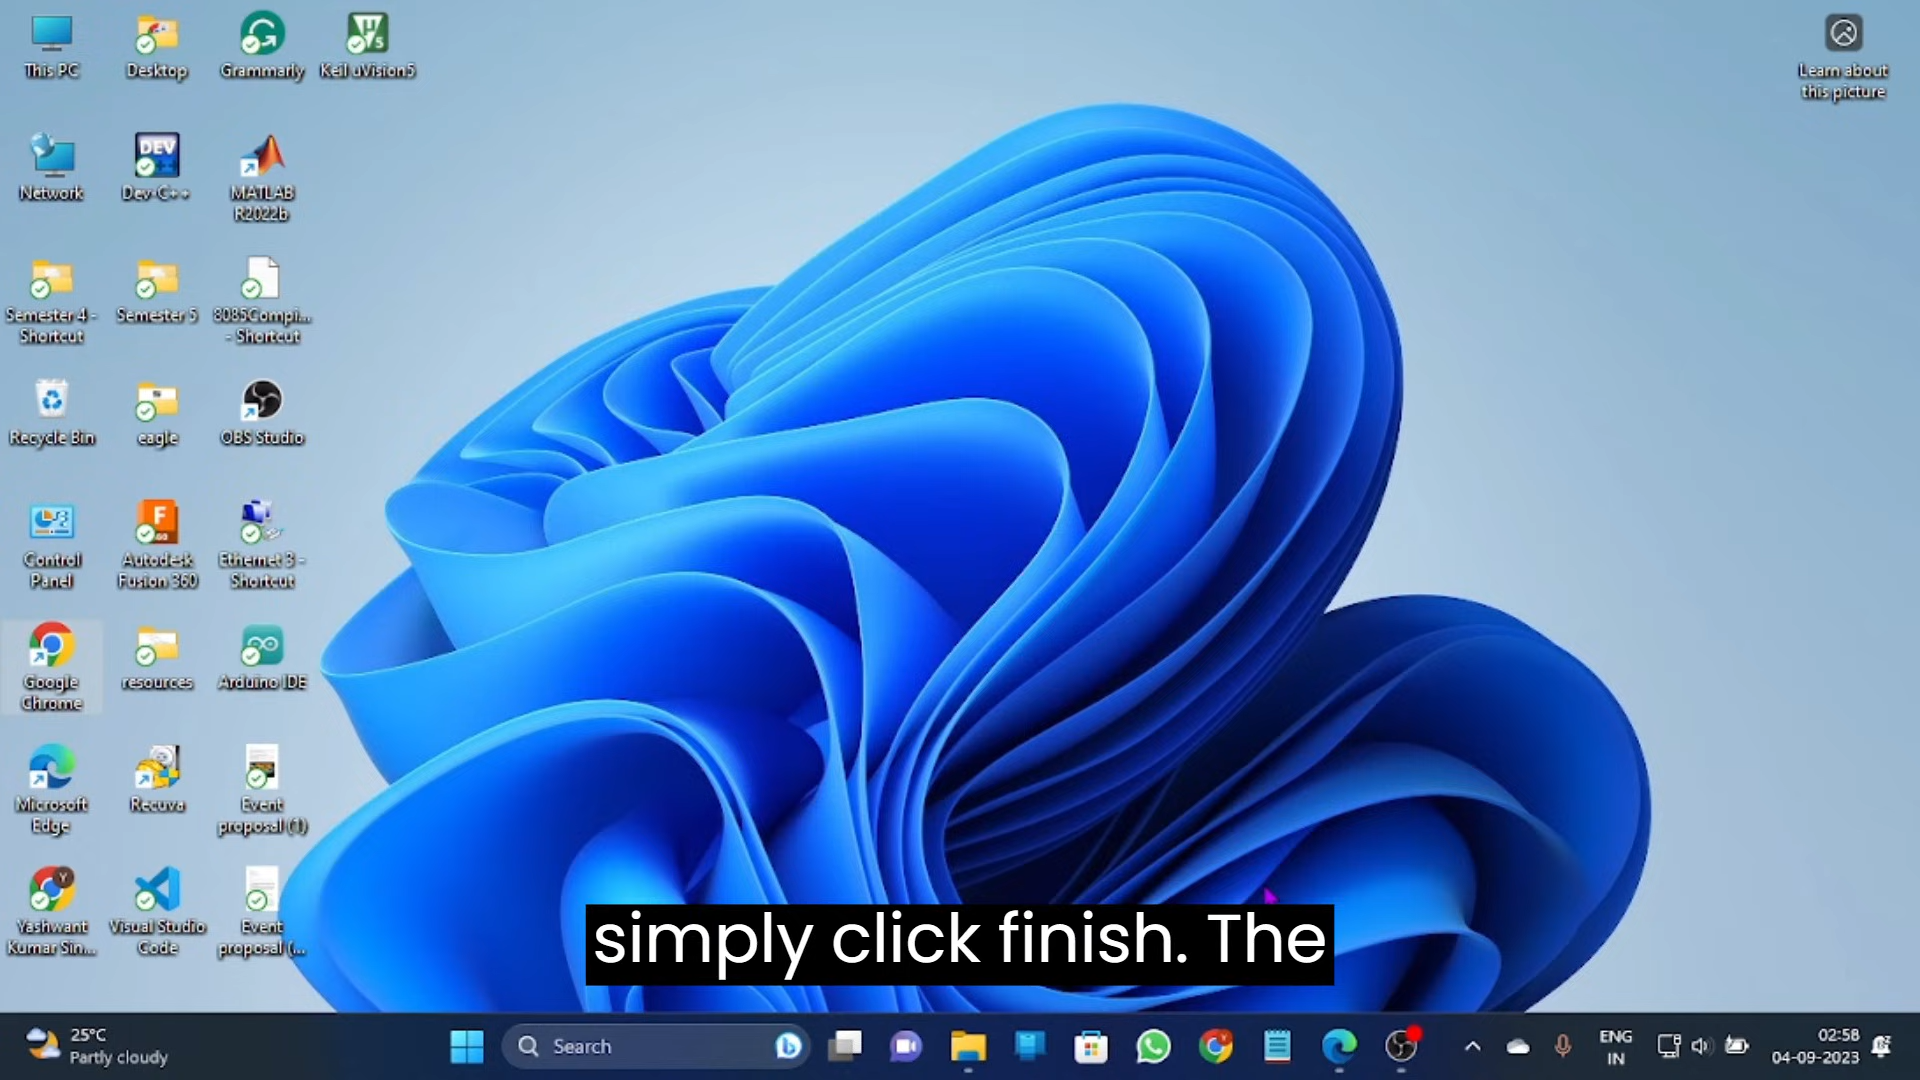 This PC
Desktop
Grammarly
Keil uVision5
Learn about
this picture
Network
DEV
Dev-C++
MATLAB
R2022b
Semester 4 -
Shortcut
Semester 5
8085Compi...
- Shortcut
Recycle Bin
eagle
OBS Studio
Control
Panel
Autodesk
Fusion 360
Ethernet 3 -
Shortcut
Google
Chrome
resources
Arduino IDE
Microsoft
Edge
Recuva
Event
proposal (1)
Yashwant
Kumar Sin...
Visual Studio
Code
Event
proposal (...
simply click finish. The
25°C
Partly cloudy
Search
ENG
IN
02:58
04-09-2023